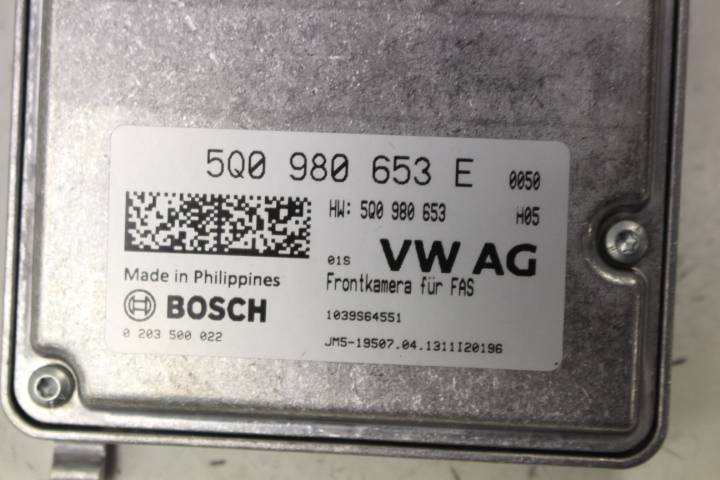 5Q0 980 653 E 0050
HW: 5Q0 980 653 H05
01S VW AG
Made in Philippines
Frontkamera für FAS
BOSCH
1039S64551
0 203 500 022
JM5-19507.04.1311I20196